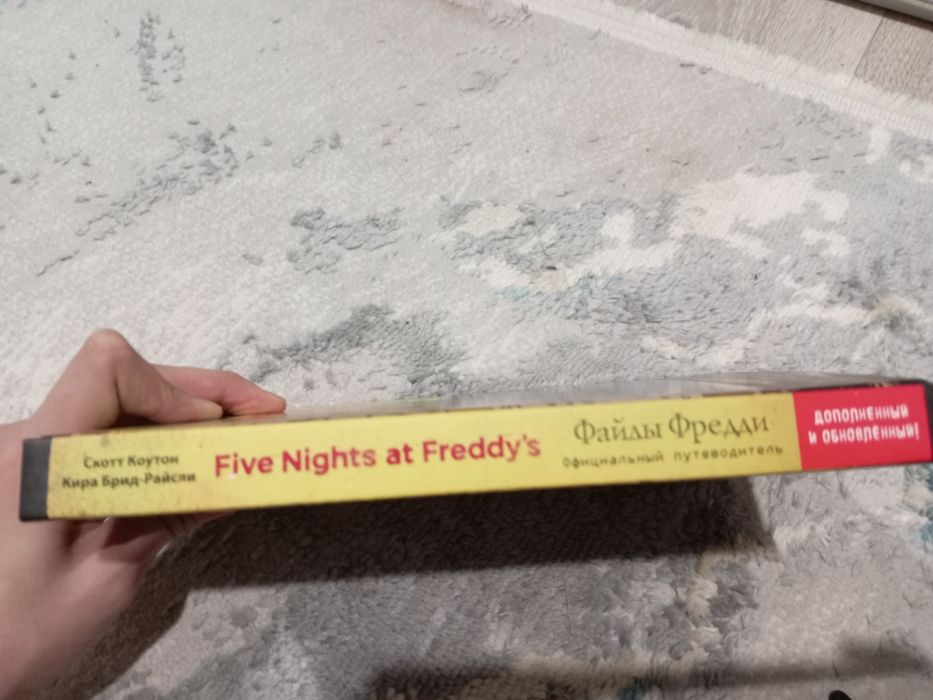 Скотт Коутон
Кира Брид-Райсли
Five Nights at Freddy's
Файлы Фредди
Официальный путеводитель
ДОПОЛНЕННЫЙ
И ОБНОВЛЕННЫЙ!